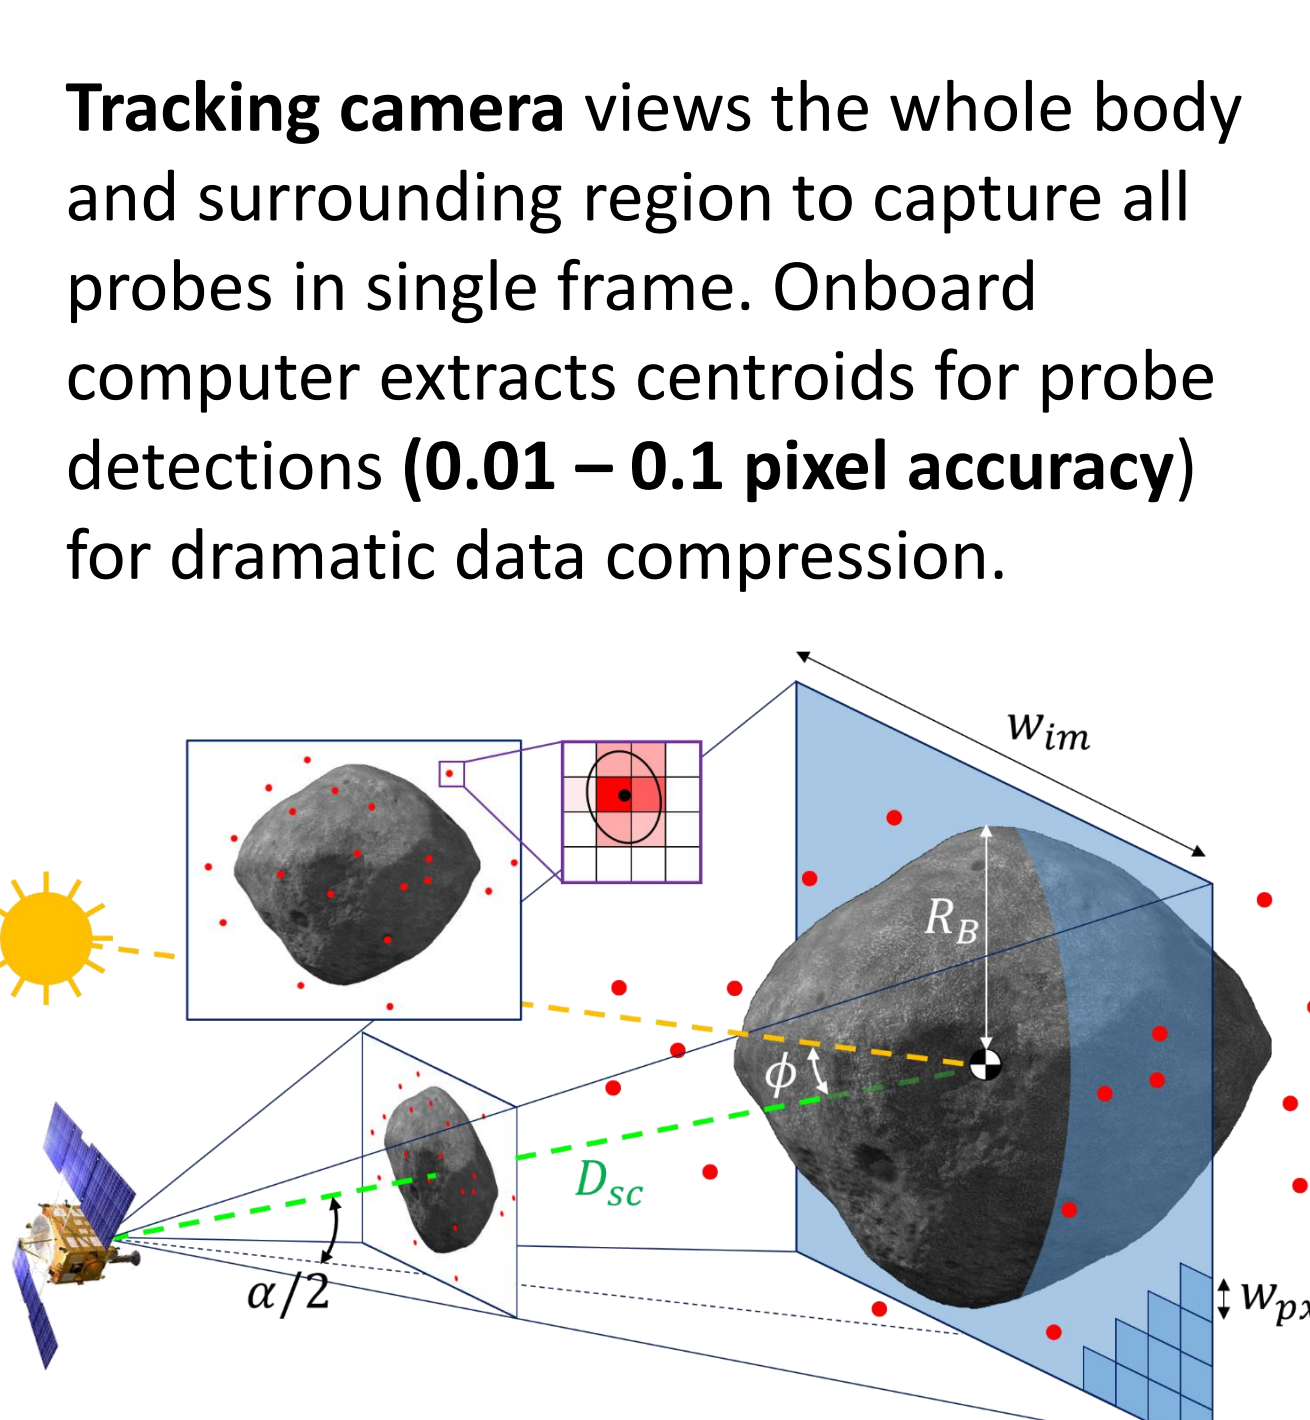 Tracking camera views the whole body
and surrounding region to capture all
probes in single frame. Onboard
computer extracts centroids for probe
detections (0.01 – 0.1 pixel accuracy)
for dramatic data compression.
w_im
R_B
ϕ
D_sc
α/2
w_px